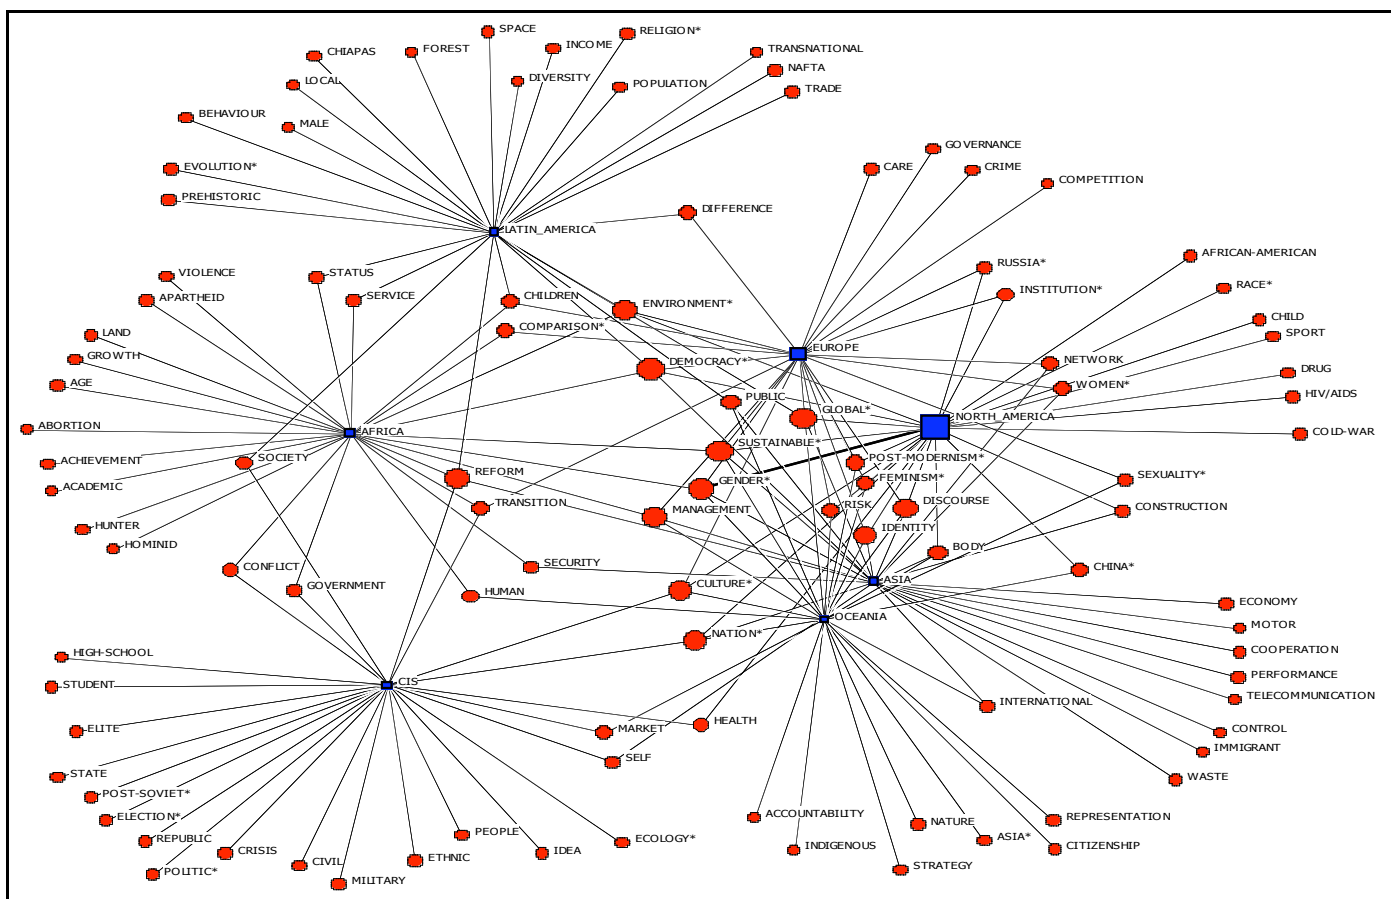 SPACE
RELIGION*
CHIAPAS
FOREST
INCOME
TRANSNATIONAL
NAFTA
LOCAL
DIVERSITY
POPULATION
TRADE
BEHAVIOUR
MALE
GOVERNANCE
EVOLUTION*
CARE
CRIME
COMPETITION
PREHISTORIC
DIFFERENCE
LATIN_AMERICA
AFRICAN-AMERICAN
VIOLENCE
STATUS
RUSSIA*
RACE*
APARTHEID
SERVICE
CHILDREN
ENVIRONMENT*
INSTITUTION*
CHILD
COMPARISON*
SPORT
LAND
EUROPE
GROWTH
DEMOCRACY*
NETWORK
DRUG
AGE
WOMEN*
HIV/AIDS
PUBLIC
GLOBAL*
NORTH_AMERICA
ABORTION
AFRICA
COLD-WAR
SUSTAINABLE*
POST-MODERNISM*
ACHIEVEMENT
SOCIETY
REFORM
SEXUALITY*
GENDER*
FEMINISM*
ACADEMIC
TRANSITION
MANAGEMENT
RISK
DISCOURSE
CONSTRUCTION
HUNTER
IDENTITY
HOMINID
BODY
CONFLICT
SECURITY
CHINA*
GOVERNMENT
HUMAN
CULTURE*
ASIA
ECONOMY
OCEANIA
MOTOR
NATION*
HIGH-SCHOOL
COOPERATION
STUDENT
CIS
PERFORMANCE
TELECOMMUNICATION
INTERNATIONAL
ELITE
MARKET
HEALTH
CONTROL
IMMIGRANT
STATE
SELF
WASTE
POST-SOVIET*
ELECTION*
ACCOUNTABILITY
REPRESENTATION
REPUBLIC
PEOPLE
ECOLOGY*
NATURE
ASIA*
CRISIS
CIVIL
ETHNIC
IDEA
INDIGENOUS
CITIZENSHIP
POLITIC*
MILITARY
STRATEGY